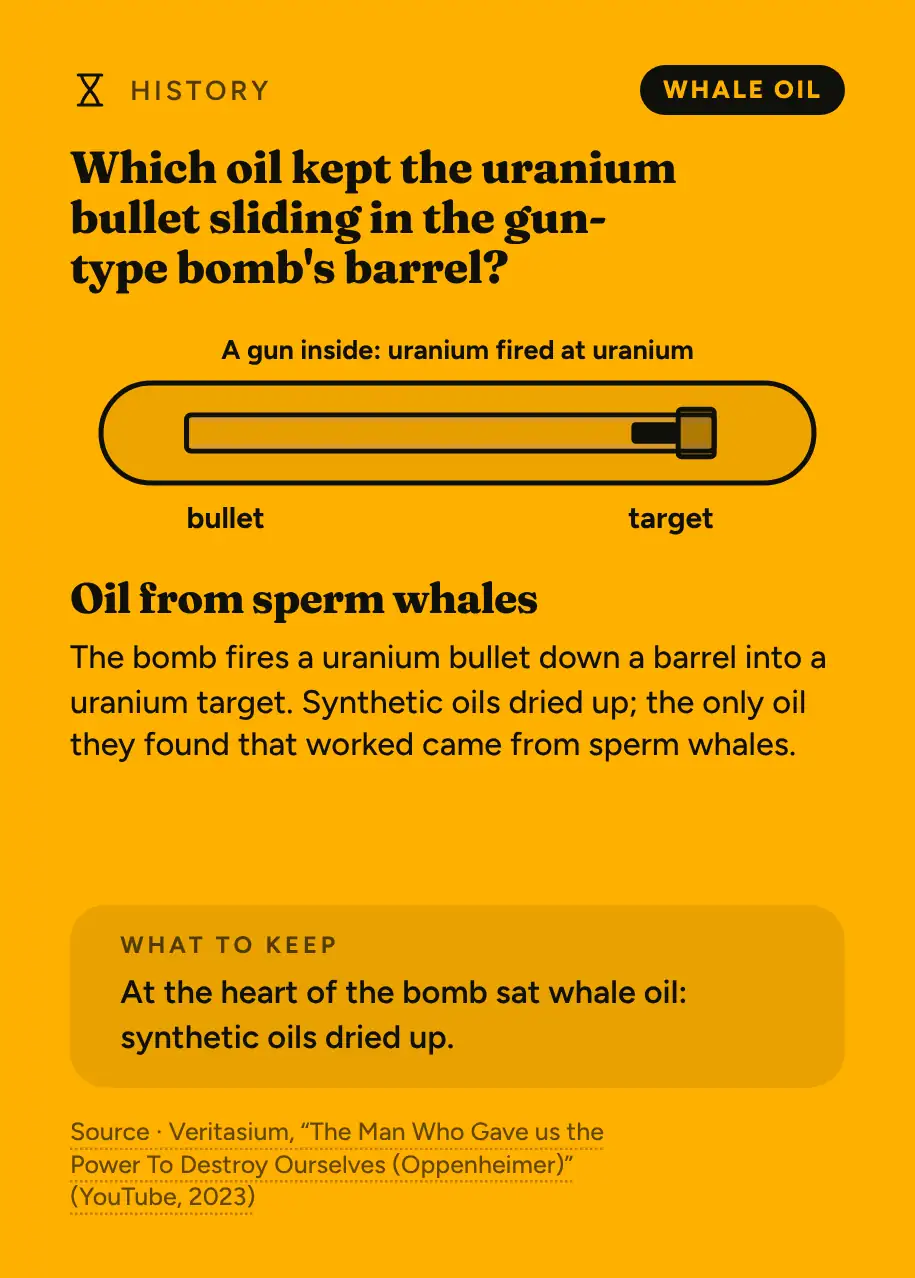 HISTORY
WHALE OIL
Which oil kept the uranium
bullet sliding in the gun-
type bomb's barrel?
A gun inside: uranium fired at uranium
bullet
target
Oil from sperm whales
The bomb fires a uranium bullet down a barrel into a
uranium target. Synthetic oils dried up; the only oil
they found that worked came from sperm whales.
WHAT TO KEEP
At the heart of the bomb sat whale oil:
synthetic oils dried up.
Source · Veritasium, “The Man Who Gave us the
Power To Destroy Ourselves (Oppenheimer)”
(YouTube, 2023)